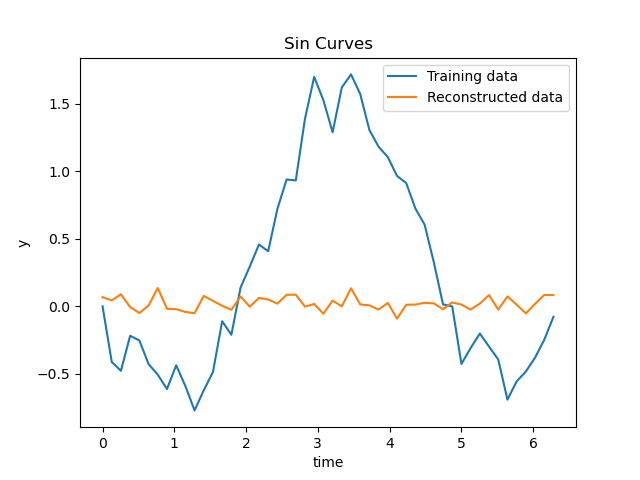 Sin Curves
Training data
Reconstructed data
1.5
1.0
0.5
0.0
−0.5
y
0 1 2 3 4 5 6
time